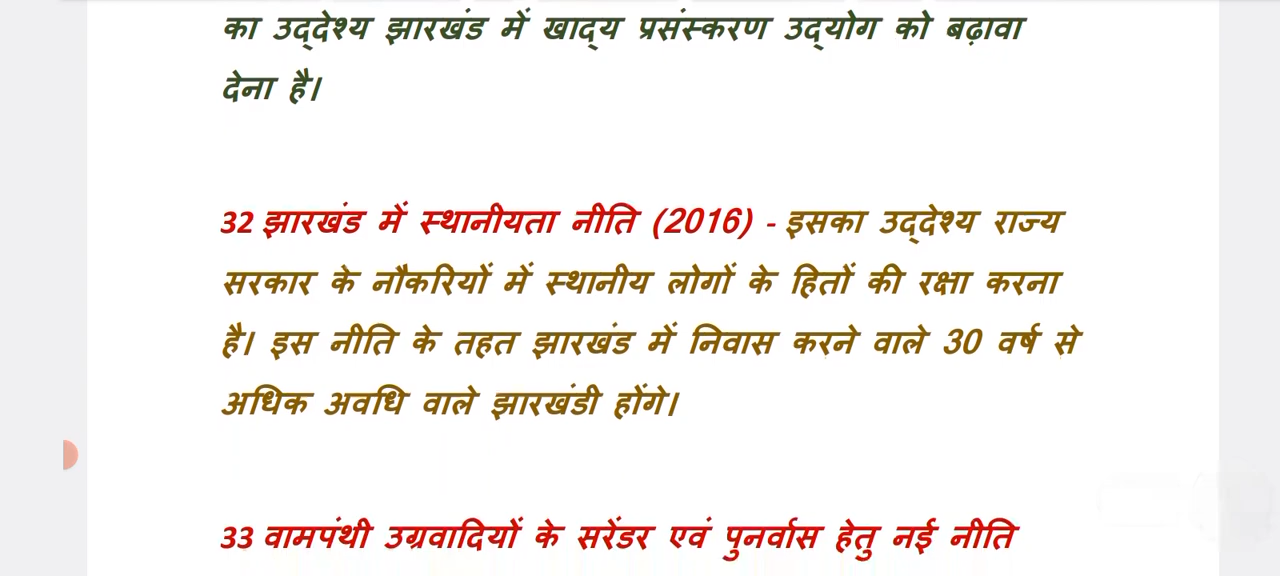 का उद्देश्य झारखंड में खाद्य प्रसंस्करण उद्योग को बढ़ावा
देना है।
32 झारखंड में स्थानीयता नीति (2016) - इसका उद्देश्य राज्य
सरकार के नौकरियों में स्थानीय लोगों के हितों की रक्षा करना
है। इस नीति के तहत झारखंड में निवास करने वाले 30 वर्ष से
अधिक अवधि वाले झारखंडी होंगे।
33 वामपंथी उग्रवादियों के सरेंडर एवं पुनर्वास हेतु नई नीति